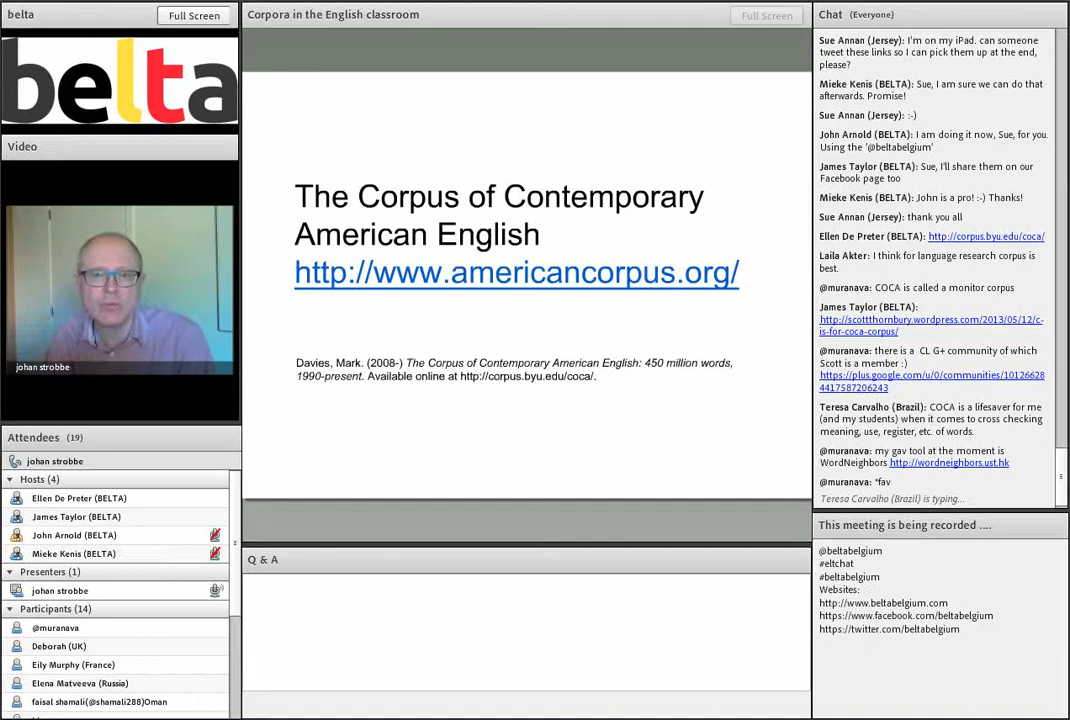 belta
Full Screen
belta
Video
johan strobbe
Attendees (19)
johan strobbe
Hosts (4)
Ellen De Preter (BELTA)
James Taylor (BELTA)
John Arnold (BELTA)
Mieke Kenis (BELTA)
Presenters (1)
johan strobbe
Participants (14)
@muranava
Deborah (UK)
Eily Murphy (France)
Elena Matveeva (Russia)
faisal shamali(@shamali288)Oman
Corpora in the English classroom
Full Screen
The Corpus of Contemporary
American English
http://www.americancorpus.org/
Davies, Mark. (2008-) The Corpus of Contemporary American English: 450 million words,
1990-present. Available online at http://corpus.byu.edu/coca/.
Q & A
Chat (Everyone)
Sue Annan (Jersey): I'm on my iPad. can someone
tweet these links so I can pick them up at the end,
please?
Mieke Kenis (BELTA): Sue, I am sure we can do that
afterwards. Promise!
Sue Annan (Jersey): :-)
John Arnold (BELTA): I am doing it now, Sue, for you.
Using the '@beltabelgium'
James Taylor (BELTA): Sue, I'll share them on our
Facebook page too
Mieke Kenis (BELTA): John is a pro! :-) Thanks!
Sue Annan (Jersey): thank you all
Ellen De Preter (BELTA): http://corpus.byu.edu/coca/
Laila Akter: I think for language research corpus is
best.
@muranava: COCA is called a monitor corpus
James Taylor (BELTA):
http://scottthornbury.wordpress.com/2013/05/12/c-
is-for-coca-corpus/
@muranava: there is a CL G+ community of which
Scott is a member :)
https://plus.google.com/u/0/communities/10126628
4417587206243
Teresa Carvalho (Brazil): COCA is a lifesaver for me
(and my students) when it comes to cross checking
meaning, use, register, etc. of words.
@muranava: my gav tool at the moment is
WordNeighbors http://wordneighbors.ust.hk
@muranava: *fav
Teresa Carvalho (Brazil) is typing...
This meeting is being recorded ....
@beltabelgium
#eltchat
#beltabelgium
Websites:
http://www.beltabelgium.com
https://www.facebook.com/beltabelgium
https://twitter.com/beltabelgium